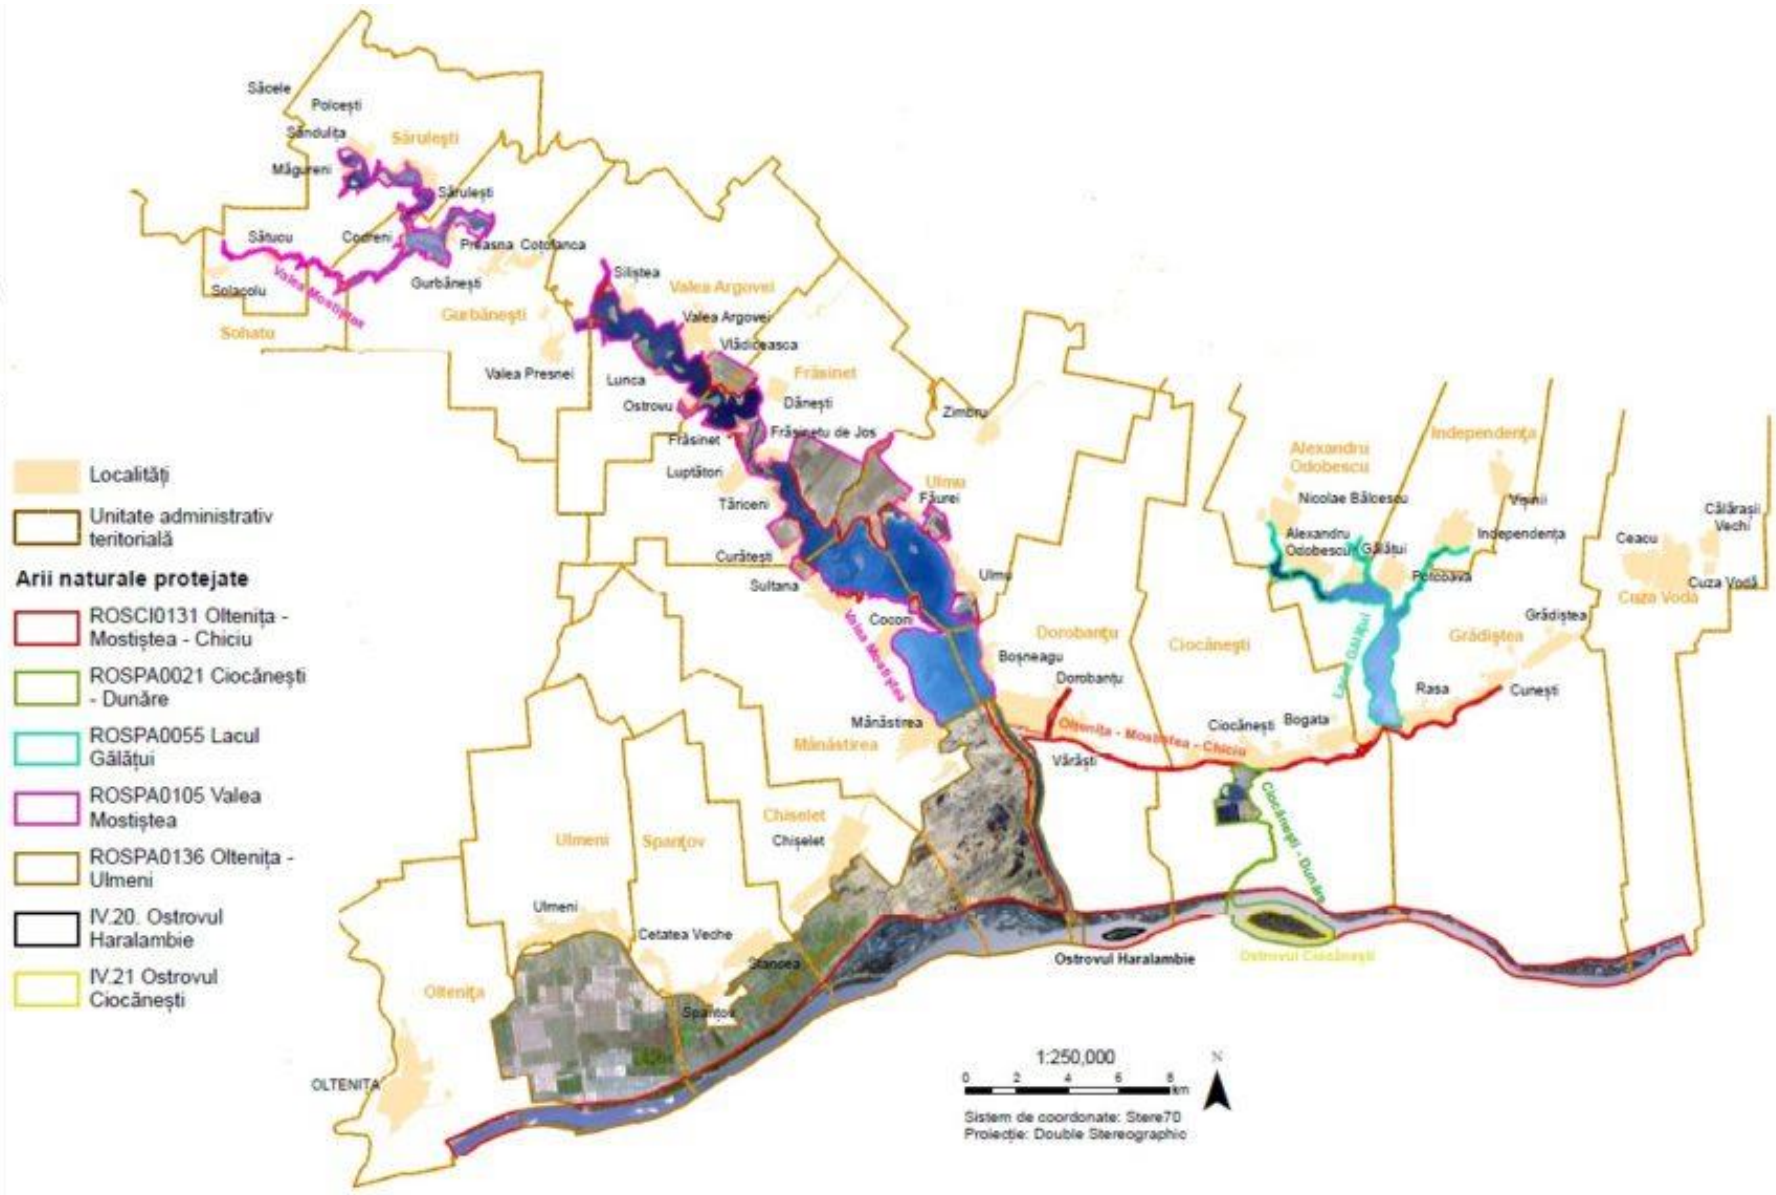 Săcele
Polcești
Săndulița
Sărulești
Măgureni
Sărulești
Sătucu
Codreni
Preasna
Coțofanca
Solacolu
Valea Mostiștea
Gurbănești
Siliștea
Valea Argovei
Gurbănești
Valea Argovei
Sohatu
Vlădiceasca
Valea Presnei
Lunca
Frăsinet
Ostrovu
Dănești
Zimbru
Frăsinet
Frăsinetu de Jos
Alexandru
Odobescu
Independența
Luptători
Ulmu
Făurei
Nicolae Bălcescu
Vișinii
Tăriceni
Călărașii
Vechi
Curătești
Alexandru
Odobescu
Gălățui
Independența
Ceacu
Sultana
Ulmu
Potcoava
Cuza Vodă
Cuza Vodă
Coconi
Valea Mostiștea
Dorobanțu
Ciocănești
Lacul Gălățui
Grădiștea
Grădiștea
Boșneagu
Dorobanțu
Rasa
Cunești
Mănăstirea
Mănăstirea
Oltenița - Mostiștea - Chiciu
Ciocănești
Bogata
Vărăști
Ciocănești - Dunăre
Chiselet
Chiselet
Ulmeni
Spanțov
Ulmeni
Cetatea Veche
Stancea
Ostrovul Haralambie
Ostrovul Ciocănești
Oltenița
Spanțov
OLTENIȚA
Localități
Unitate administrativ
teritorială
Arii naturale protejate
ROSCI0131 Oltenița -
Mostiștea - Chiciu
ROSPA0021 Ciocănești
- Dunăre
ROSPA0055 Lacul
Gălățui
ROSPA0105 Valea
Mostiștea
ROSPA0136 Oltenița -
Ulmeni
IV.20. Ostrovul
Haralambie
IV.21 Ostrovul
Ciocănești
1:250,000
N
0 2 4 6 8
km
Sistem de coordonate: Stere70
Proiecție: Double Stereographic